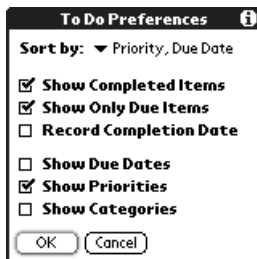 To Do Preferences
Sort by: Priority, Due Date
Show Completed Items
Show Only Due Items
Record Completion Date
Show Due Dates
Show Priorities
Show Categories
OK Cancel